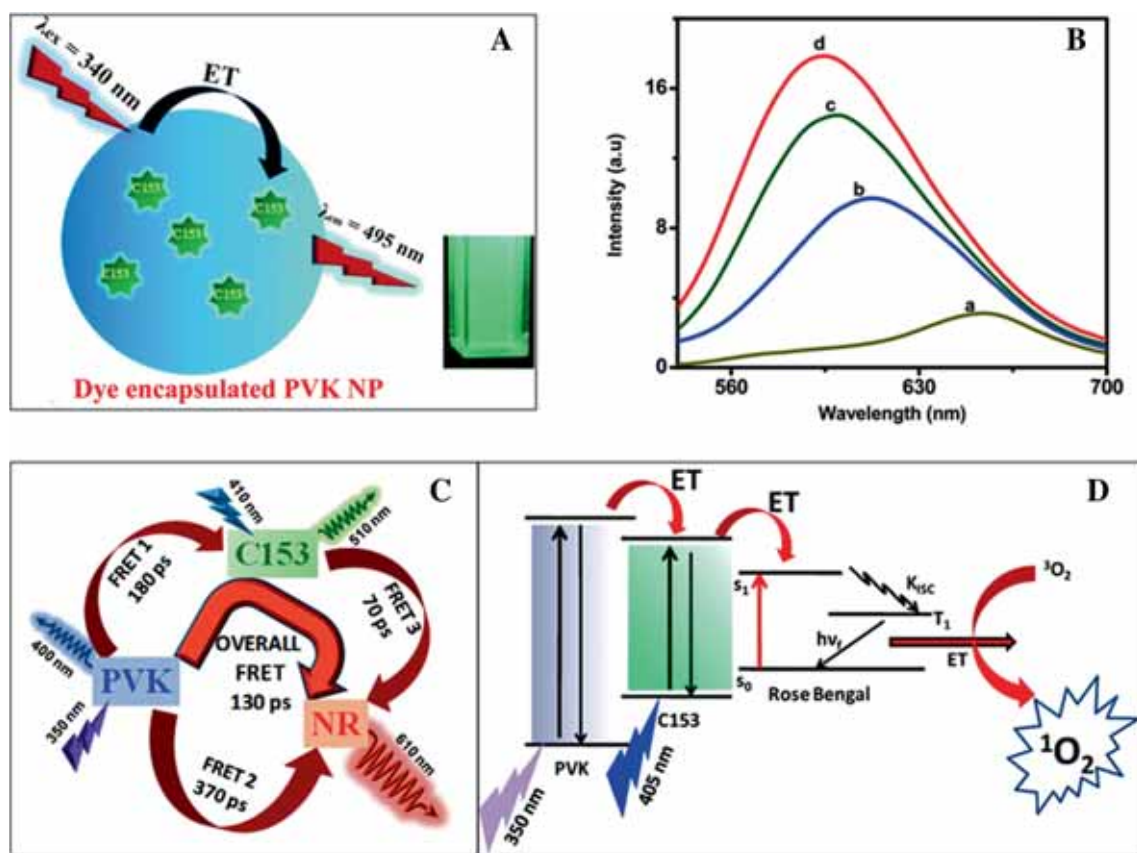 A
λex = 340 nm
ET
C153
C153
C153
C153
C153
λem = 495 nm
Dye encapsulated PVK NP
B
Intensity (a.u)
16
8
0
d
c
b
a
560
630
700
Wavelength (nm)
C
410 nm
510 nm
C153
FRET 1
180 ps
FRET 3
70 ps
OVERALL
FRET
130 ps
400 nm
PVK
350 nm
NR
610 nm
FRET 2
370 ps
D
ET
ET
S1
KISC
T1
³O2
hνf
ET
S0
Rose Bengal
C153
PVK
405 nm
350 nm
¹O2